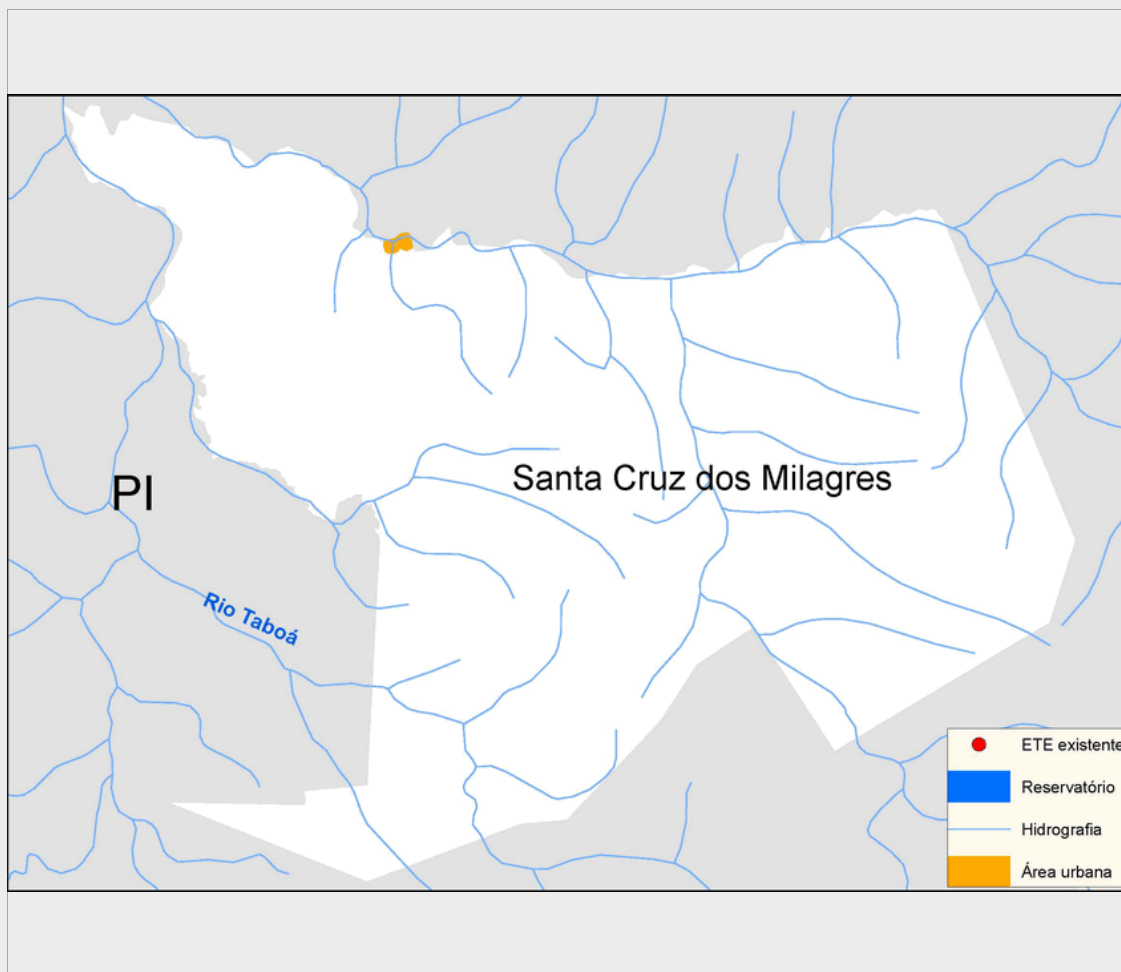 Santa Cruz dos Milagres
PI
Rio Taboá
ETE existente
Reservatório
Hidrografia
Área urbana